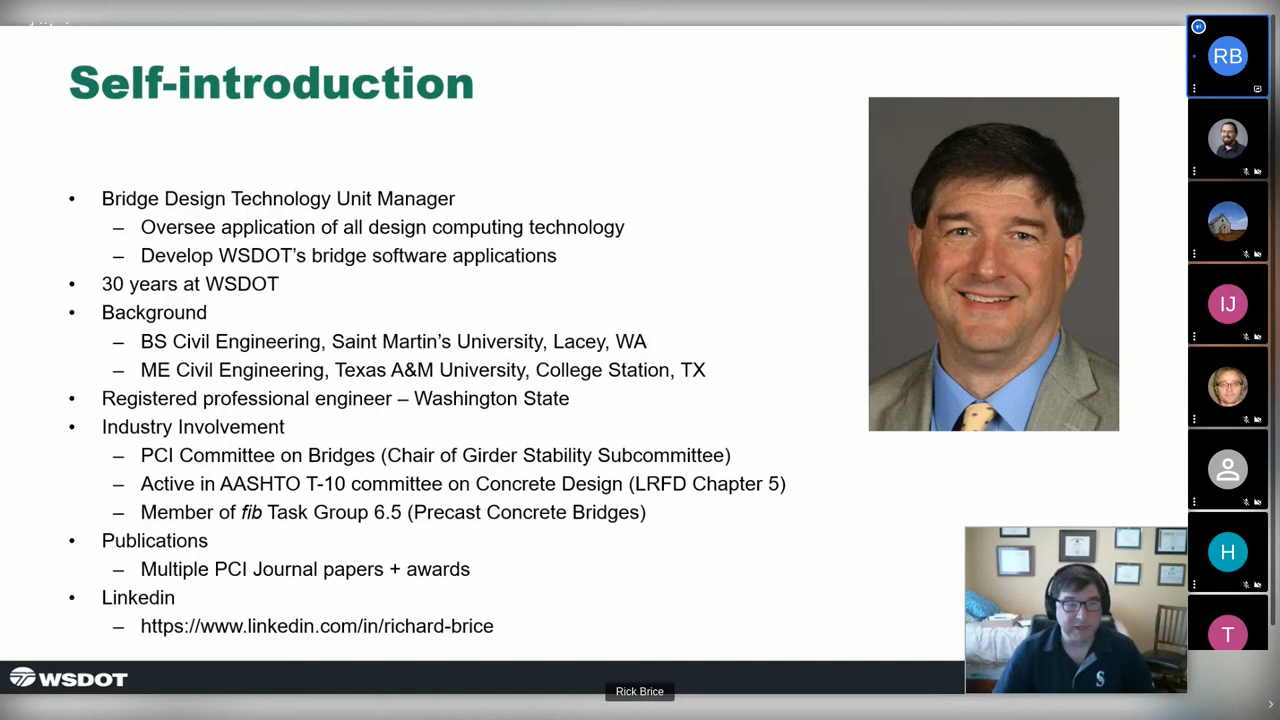 Self-introduction
• Bridge Design Technology Unit Manager
– Oversee application of all design computing technology
– Develop WSDOT’s bridge software applications
• 30 years at WSDOT
• Background
– BS Civil Engineering, Saint Martin’s University, Lacey, WA
– ME Civil Engineering, Texas A&M University, College Station, TX
• Registered professional engineer – Washington State
• Industry Involvement
– PCI Committee on Bridges (Chair of Girder Stability Subcommittee)
– Active in AASHTO T-10 committee on Concrete Design (LRFD Chapter 5)
– Member of fib Task Group 6.5 (Precast Concrete Bridges)
• Publications
– Multiple PCI Journal papers + awards
• Linkedin
– https://www.linkedin.com/in/richard-brice
WSDOT
Rick Brice
RB
IJ
H
T
S